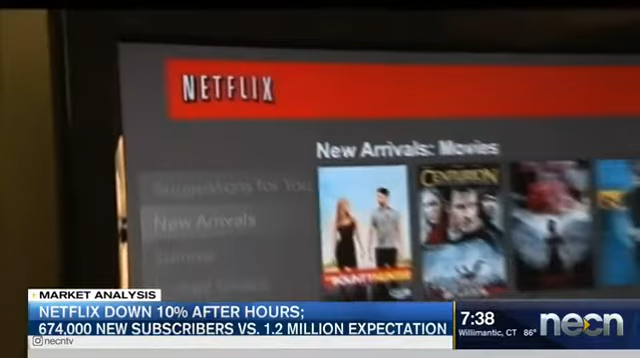 NETFLIX
New Arrivals: Movies
Suggestions for You
New Arrivals
CENTURION
MARKET ANALYSIS
NETFLIX DOWN 10% AFTER HOURS;
674,000 NEW SUBSCRIBERS VS. 1.2 MILLION EXPECTATION
necntv
7:38
Willimantic, CT 86°
necn